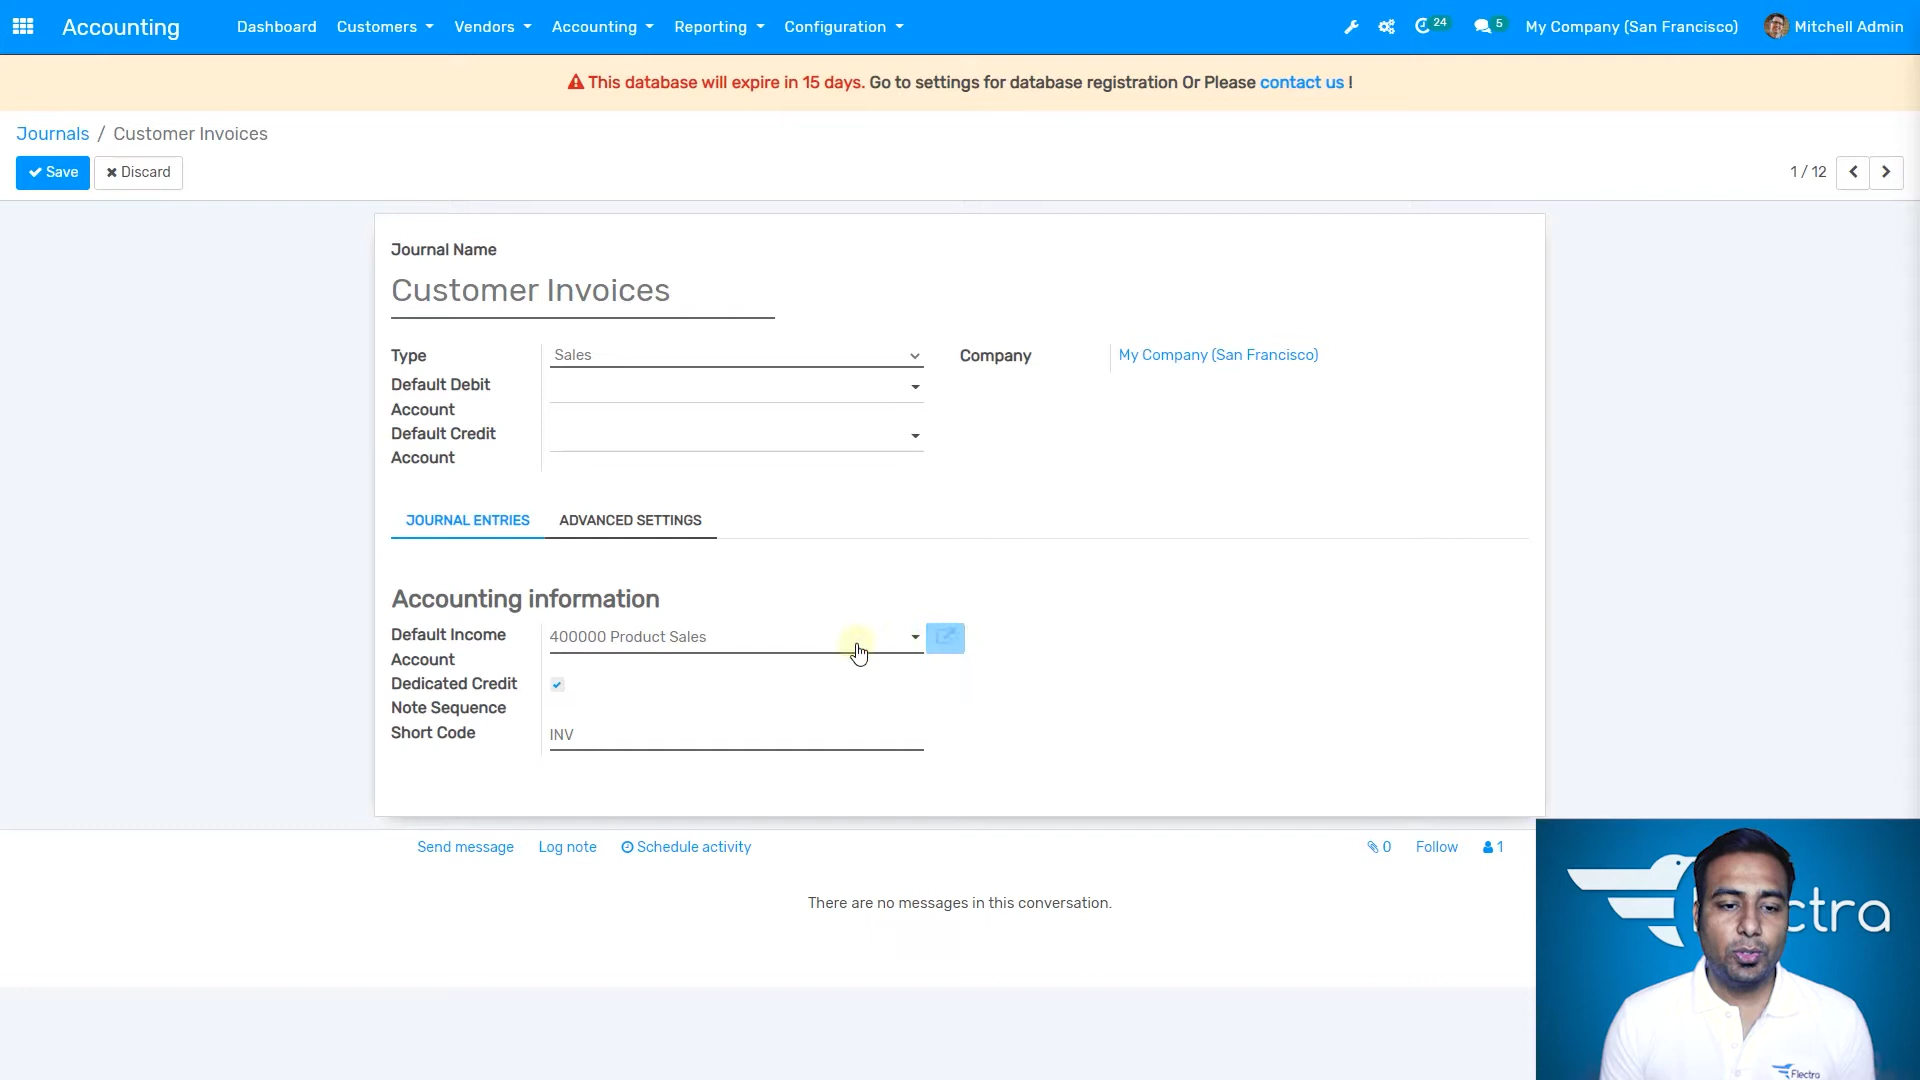 Accounting Dashboard Customers Vendors Accounting Reporting Configuration 24 5 My Company (San Francisco) Mitchell Admin
This database will expire in 15 days. Go to settings for database registration Or Please contact us !
Journals / Customer Invoices
Save Discard 1 / 12
Journal Name
Customer Invoices
Type Sales Company My Company (San Francisco)
Default Debit
Account
Default Credit
Account
JOURNAL ENTRIES ADVANCED SETTINGS
Accounting information
Default Income 400000 Product Sales
Account
Dedicated Credit
Note Sequence
Short Code INV
Send message Log note Schedule activity 0 Follow 1
There are no messages in this conversation.
Flectra